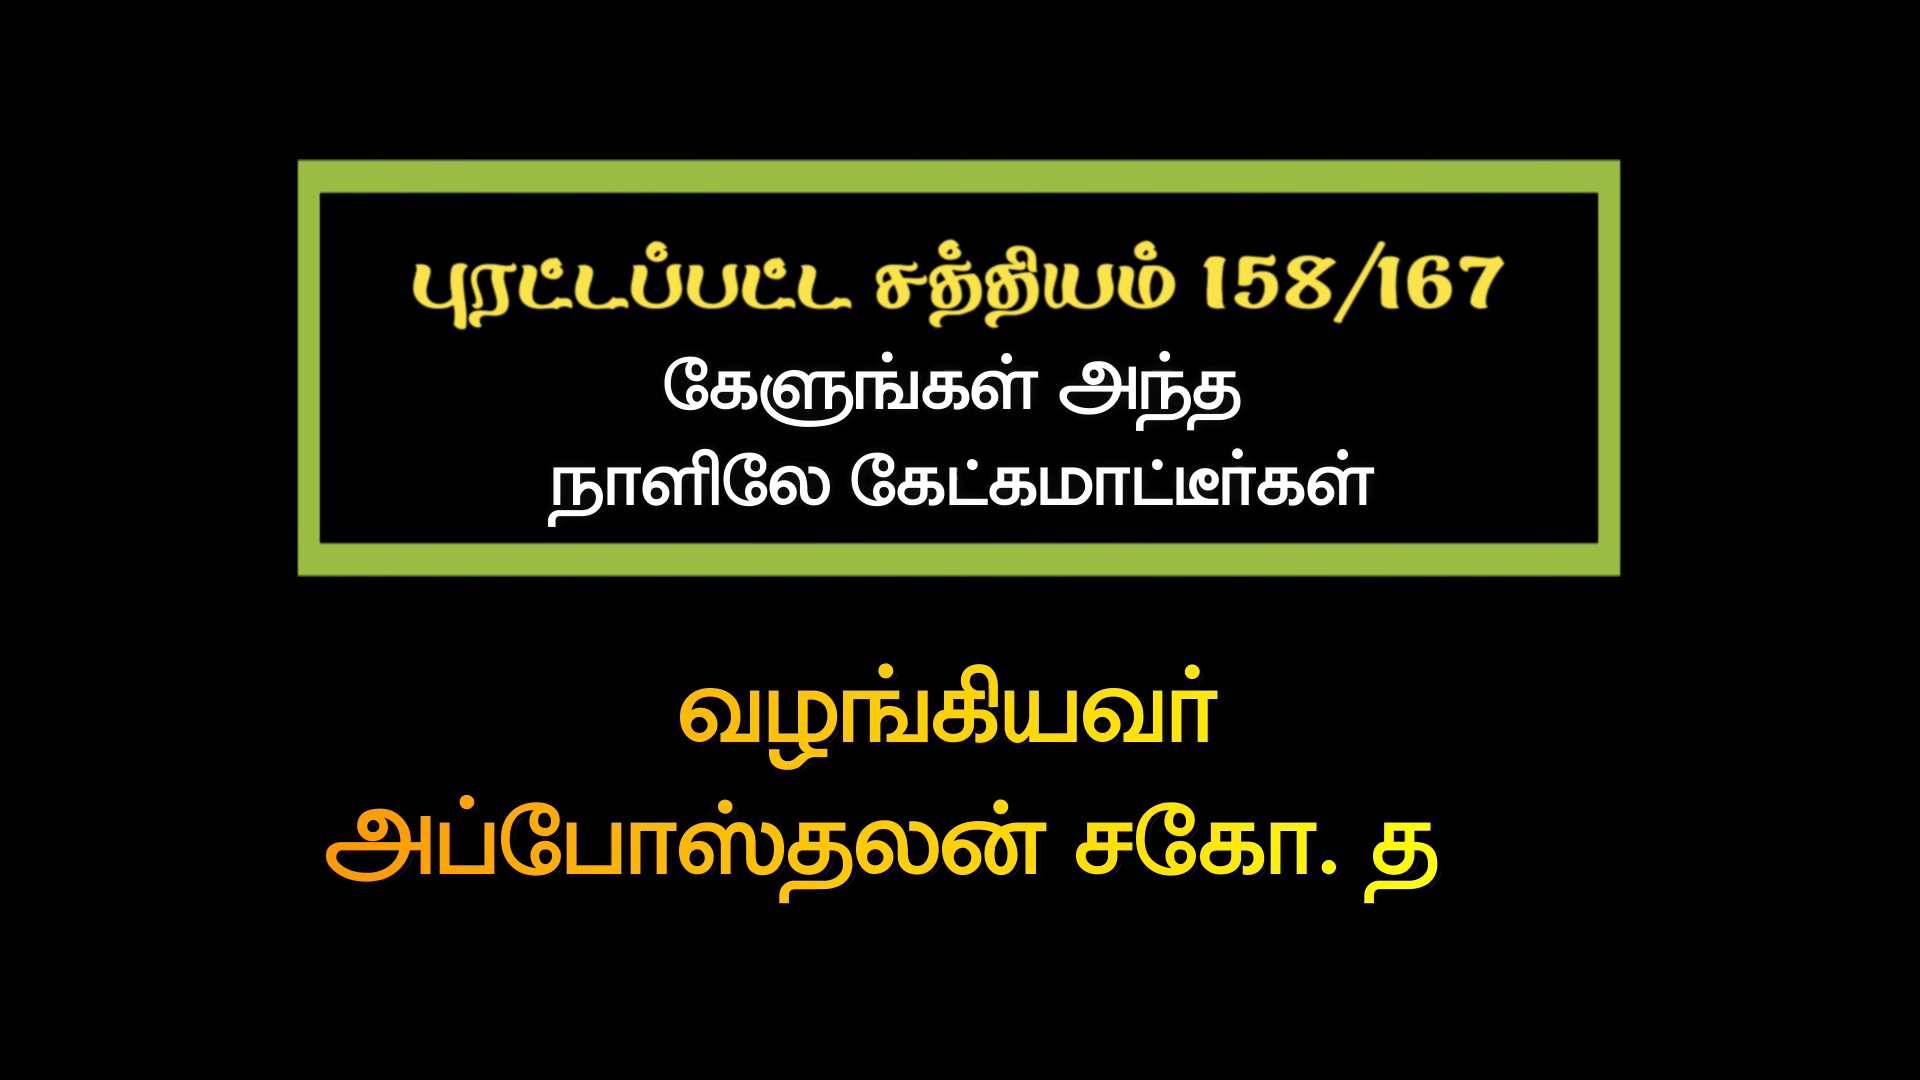 புரட்டப்பட்ட சத்தியம் 158/167
கேளுங்கள் அந்த
நாளிலே கேட்கமாட்டீர்கள்
வழங்கியவர்
அப்போஸ்தலன் சகோ. த